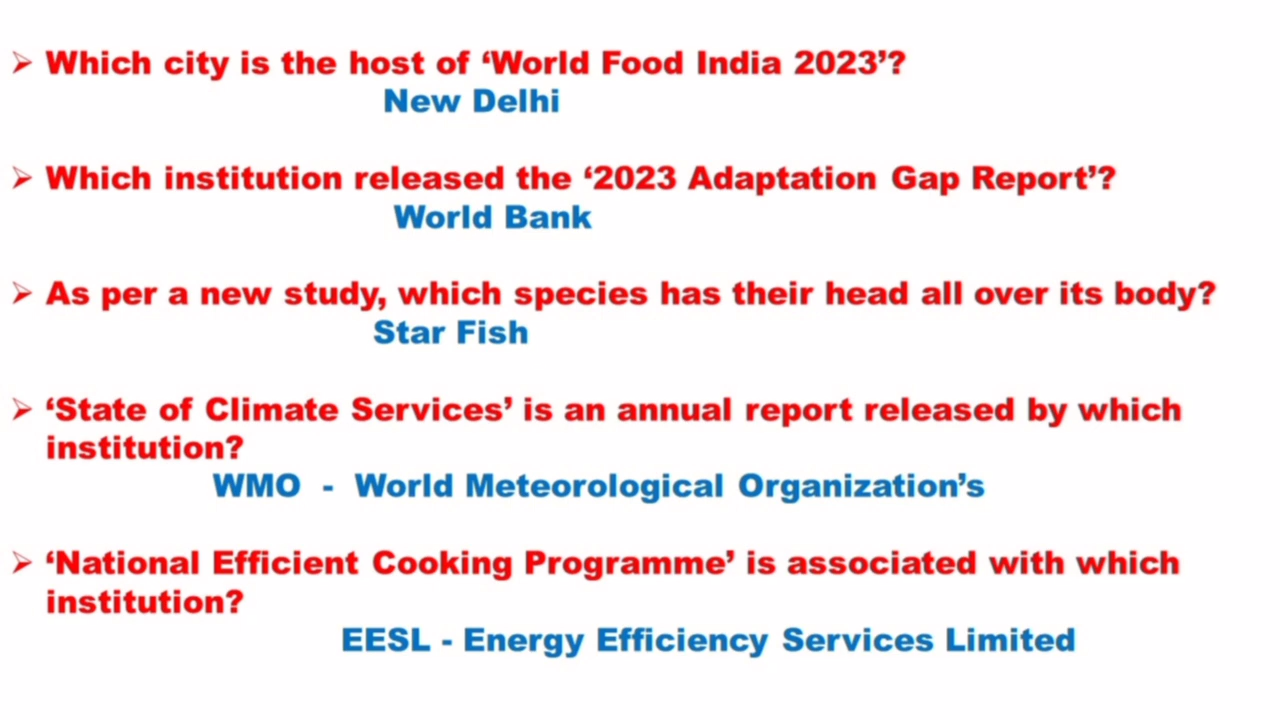 ➢ Which city is the host of ‘World Food India 2023’?
New Delhi
➢ Which institution released the ‘2023 Adaptation Gap Report’?
World Bank
➢ As per a new study, which species has their head all over its body?
Star Fish
➢ ‘State of Climate Services’ is an annual report released by which
institution?
WMO - World Meteorological Organization’s
➢ ‘National Efficient Cooking Programme’ is associated with which
institution?
EESL - Energy Efficiency Services Limited